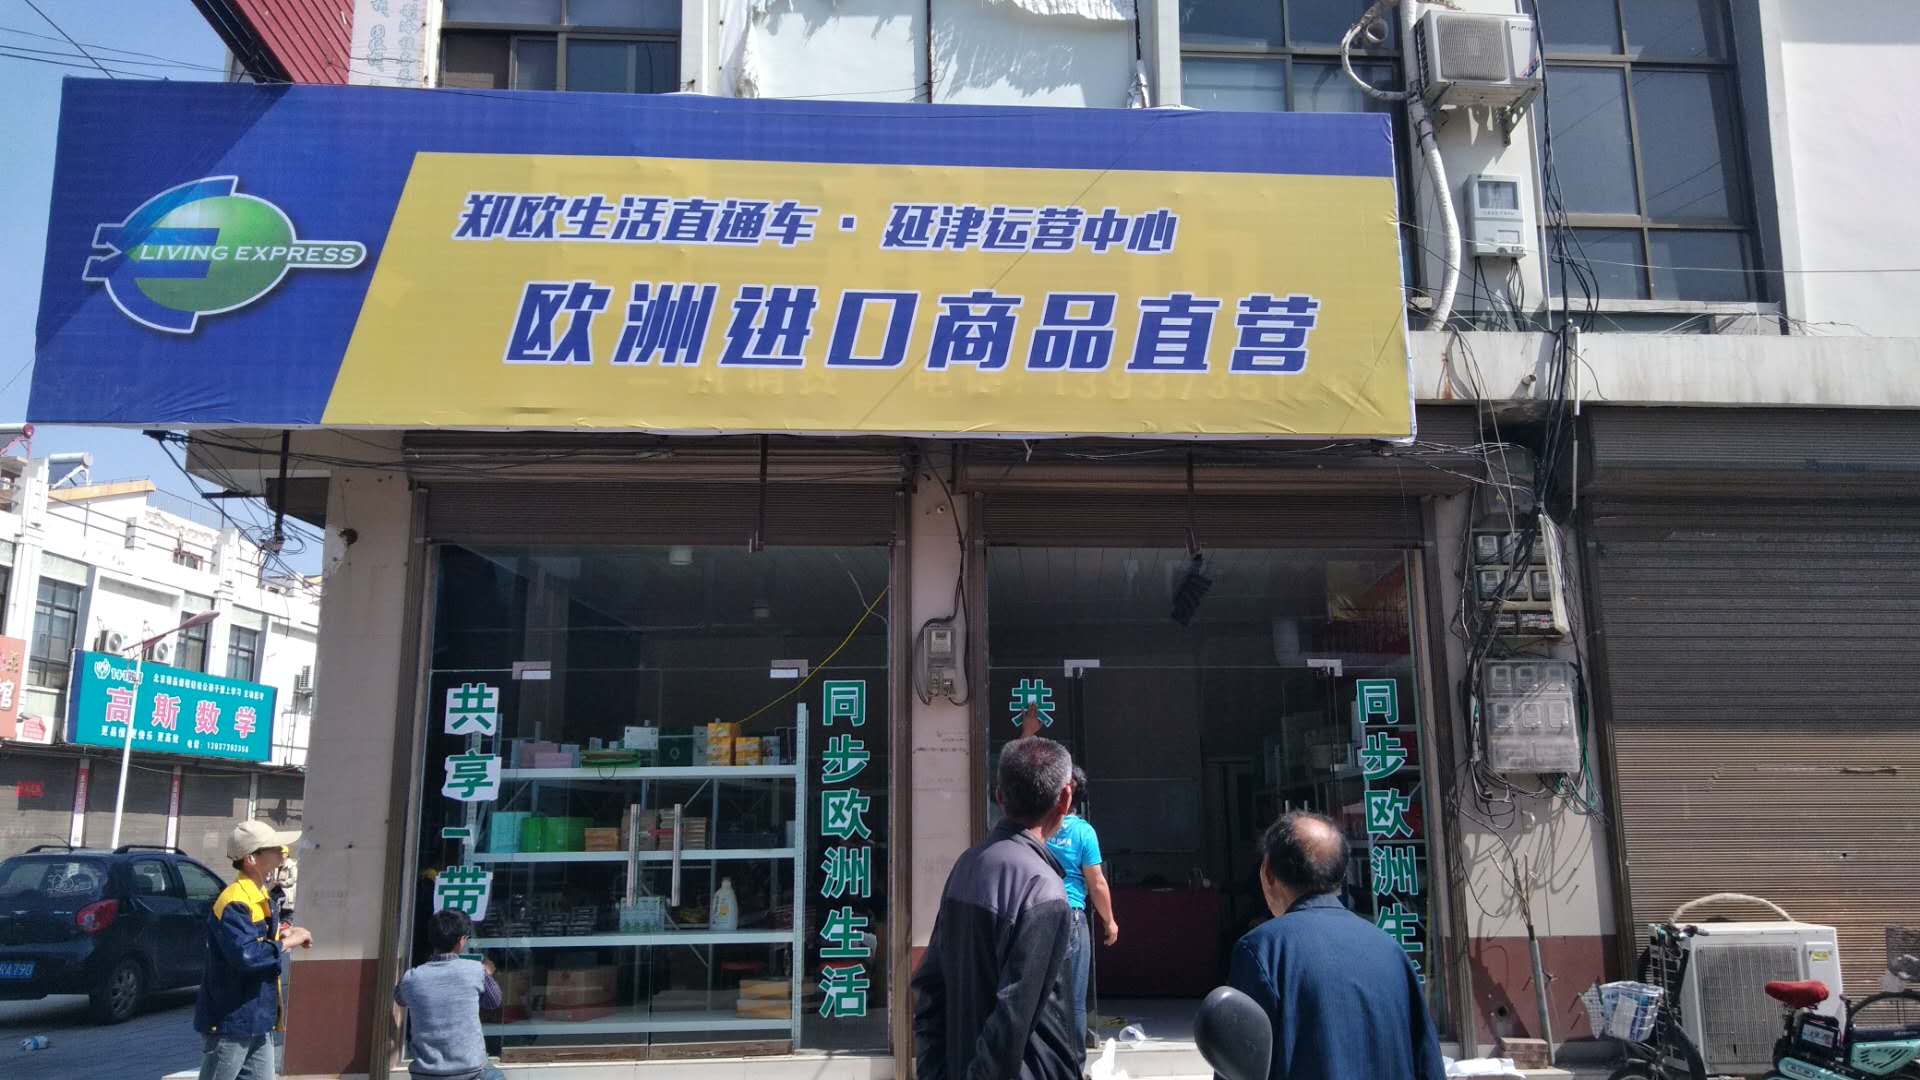 LIVING EXPRESS
郑欧生活直通车·延津运营中心
欧洲进口商品直营
高斯数学
共享一带
同步欧洲生活
共
同步欧洲生活